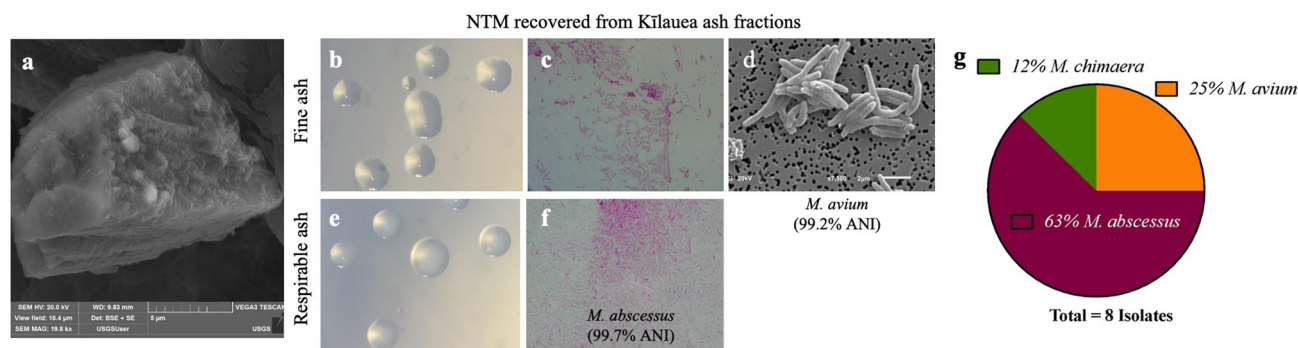 NTM recovered from Kīlauea ash fractions
Fine ash
Respirable ash
a
SEM HV: 20.0 kV
WD: 9.83 mm
VEGA3 TESCAN
View field: 18.4 µm
Det: BSE + SE
5 µm
SEM MAG: 19.8 kx
USGSUser
USGS
b
c
d
20kV
x7,500
2µm
M. avium
(99.2% ANI)
e
f
M. abscessus
(99.7% ANI)
g
12% M. chimaera
25% M. avium
63% M. abscessus
Total = 8 Isolates